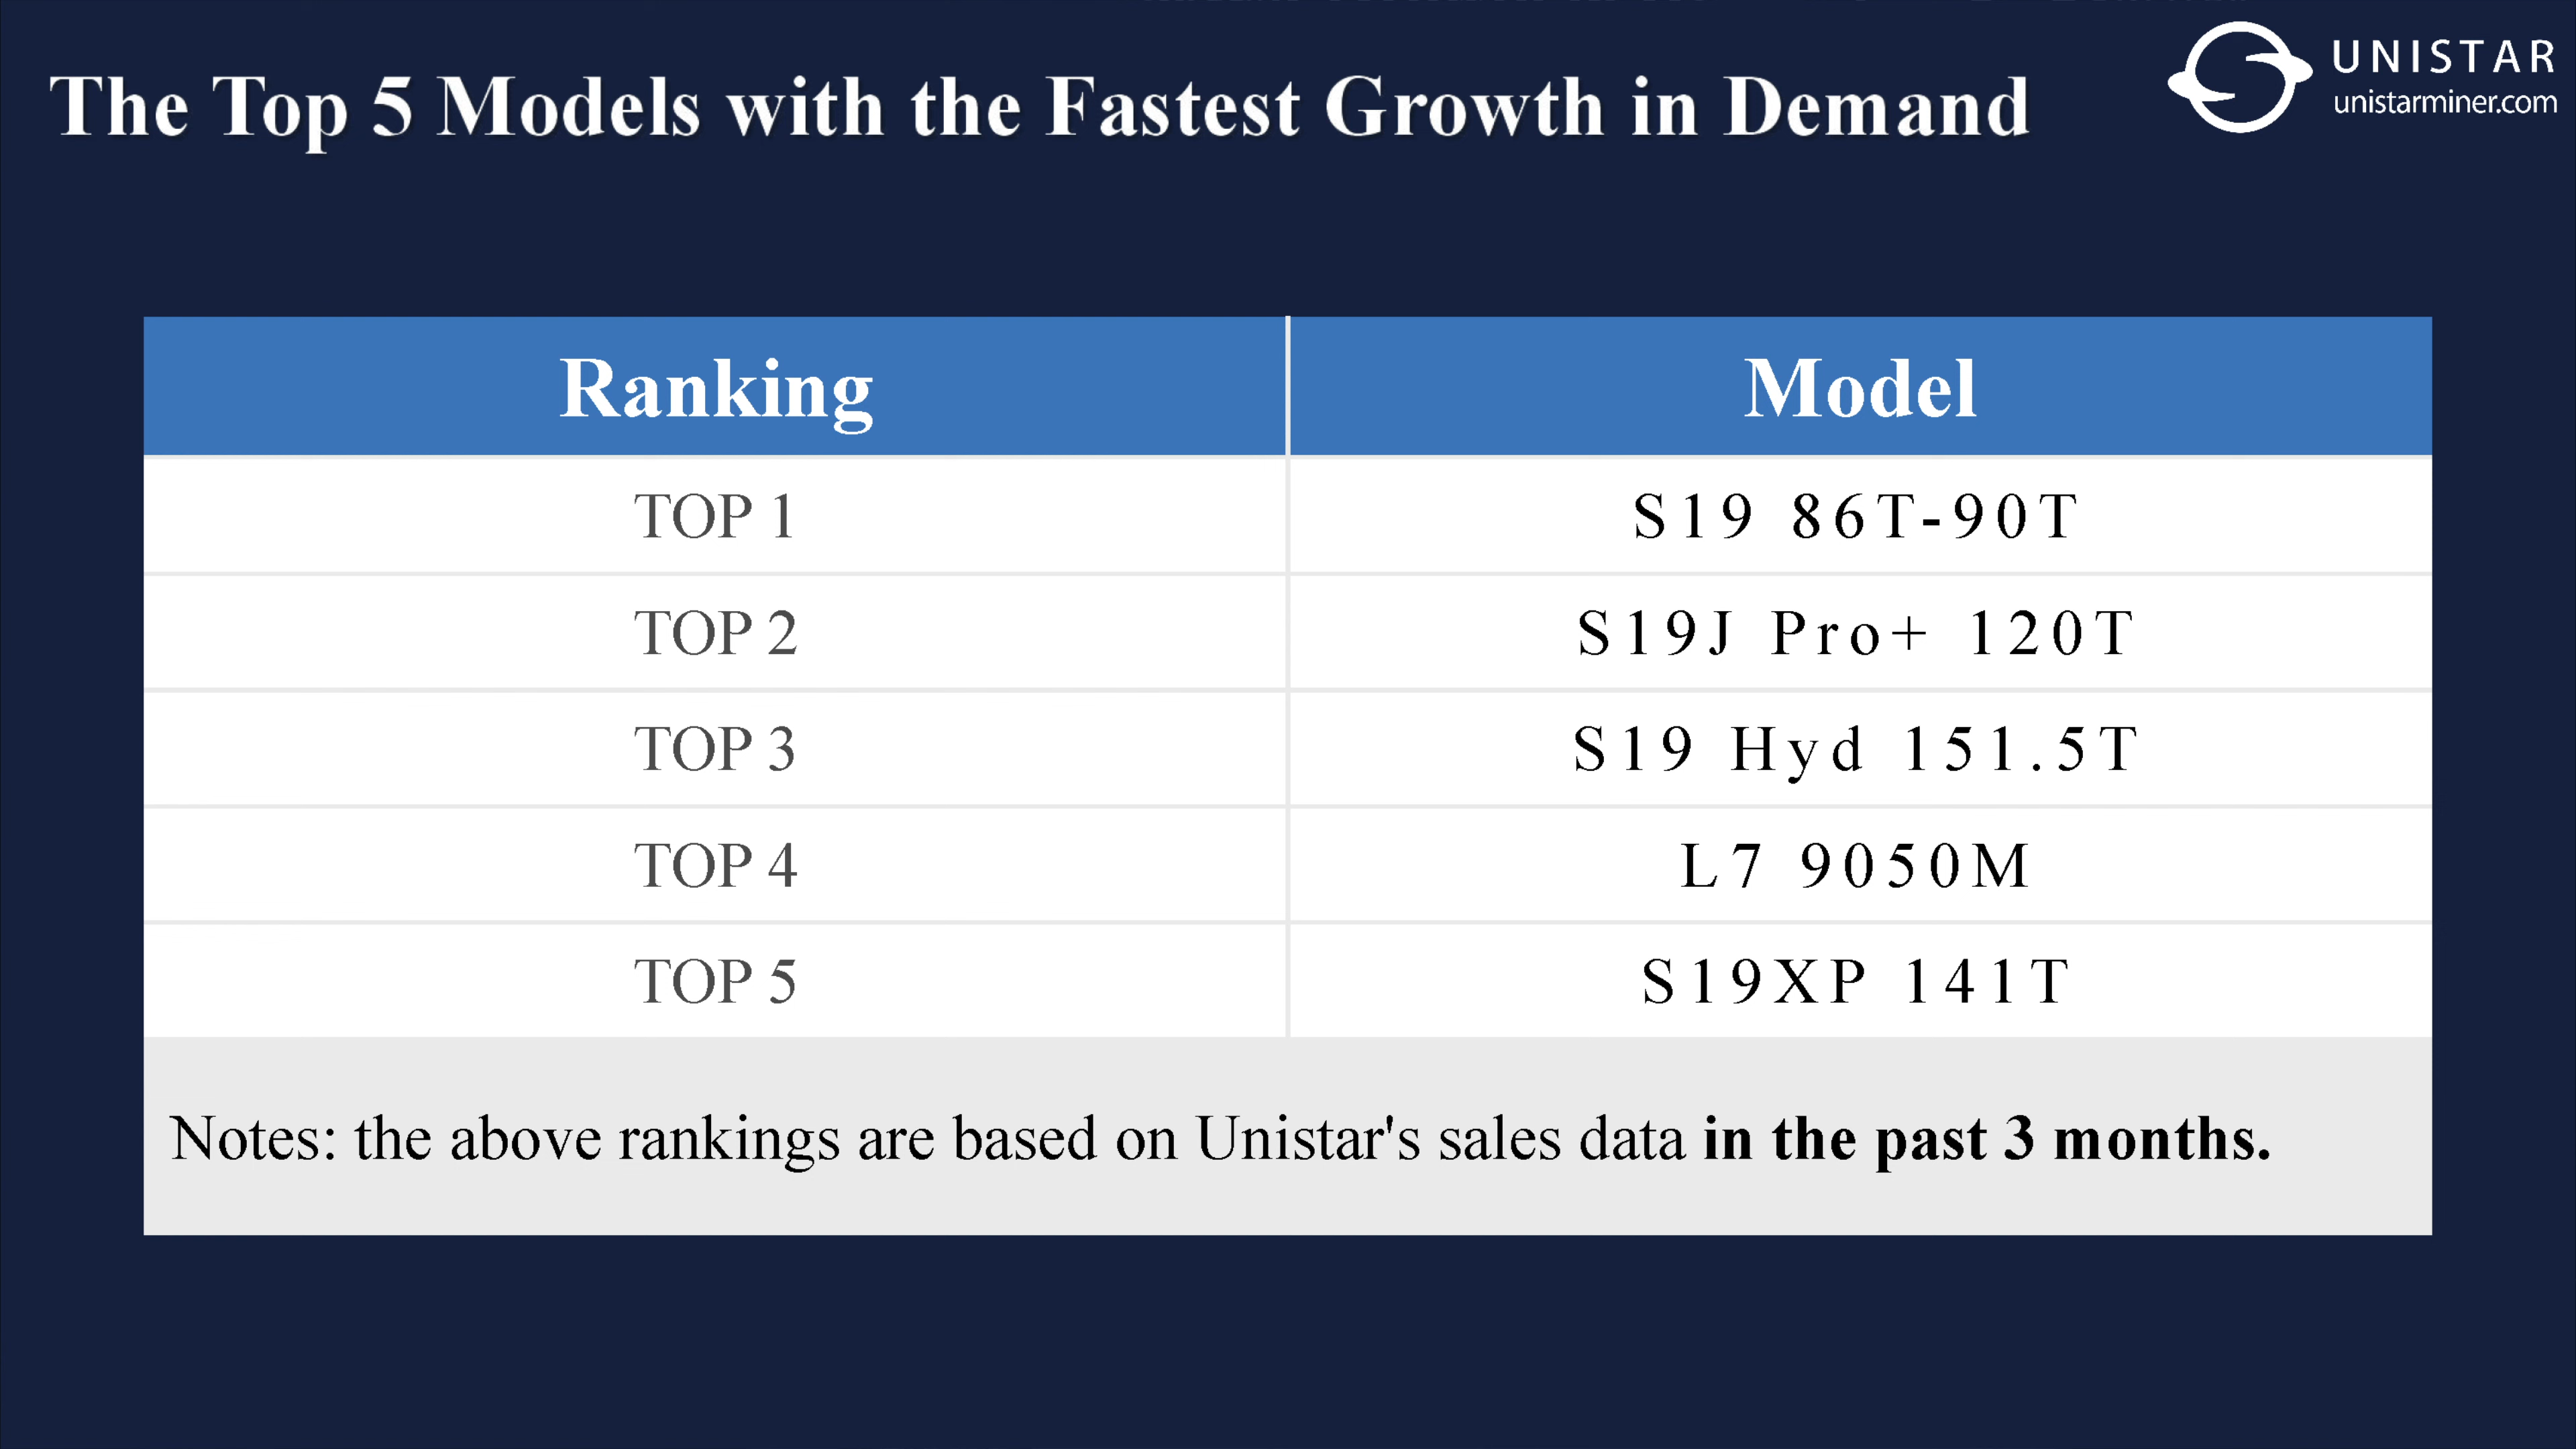 The Top 5 Models with the Fastest Growth in Demand
UNISTAR
unistarminer.com
Ranking Model
TOP 1 S19 86T-90T
TOP 2 S19J Pro+ 120T
TOP 3 S19 Hyd 151.5T
TOP 4 L7 9050M
TOP 5 S19XP 141T
Notes: the above rankings are based on Unistar's sales data in the past 3 months.